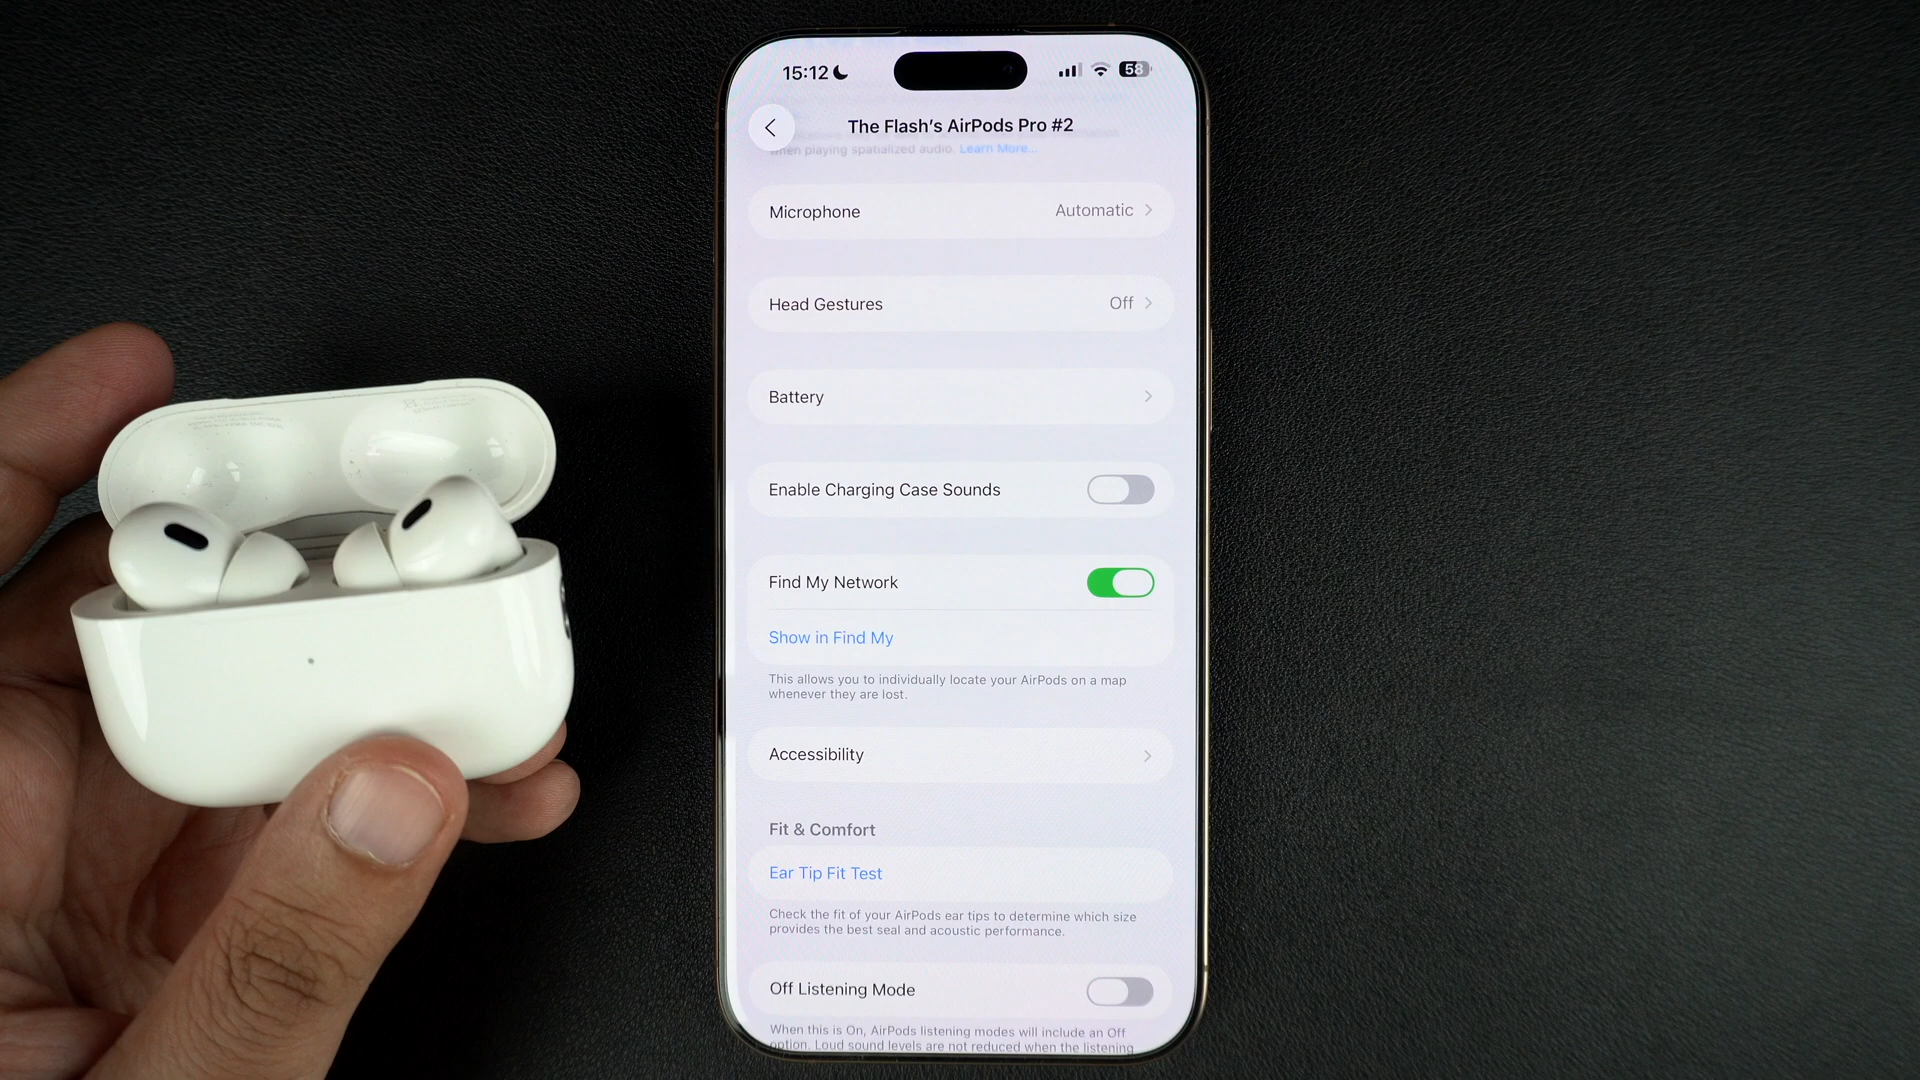 15:12
58
The Flash's AirPods Pro #2
when playing spatialized audio. Learn More...
Microphone
Automatic
Head Gestures
Off
Battery
Enable Charging Case Sounds
Find My Network
Show in Find My
This allows you to individually locate your AirPods on a map
whenever they are lost.
Accessibility
Fit & Comfort
Ear Tip Fit Test
Check the fit of your AirPods ear tips to determine which size
provides the best seal and acoustic performance.
Off Listening Mode
When this is On, AirPods listening modes will include an Off
option. Loud sound levels are not reduced when the listening